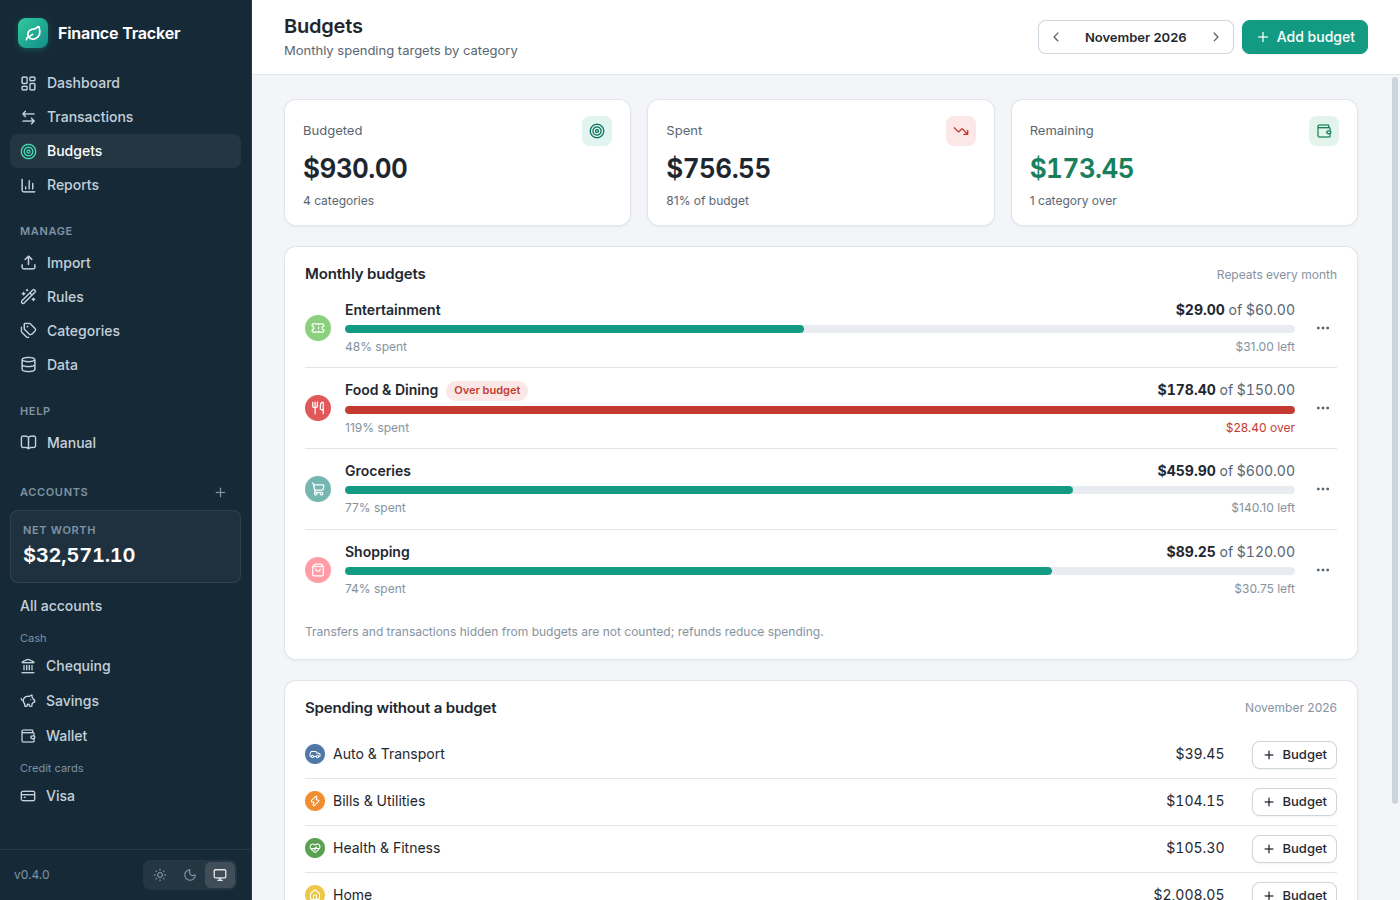 Finance Tracker
Dashboard
Transactions
Budgets
Reports
MANAGE
Import
Rules
Categories
Data
HELP
Manual
ACCOUNTS
NET WORTH
$32,571.10
All accounts
Cash
Chequing
Savings
Wallet
Credit cards
Visa
v0.4.0
Budgets
Monthly spending targets by category
November 2026
Add budget
Budgeted
$930.00
4 categories
Spent
$756.55
81% of budget
Remaining
$173.45
1 category over
Monthly budgets
Repeats every month
Entertainment
$29.00 of $60.00
48% spent
$31.00 left
Food & Dining
Over budget
$178.40 of $150.00
119% spent
$28.40 over
Groceries
$459.90 of $600.00
77% spent
$140.10 left
Shopping
$89.25 of $120.00
74% spent
$30.75 left
Transfers and transactions hidden from budgets are not counted; refunds reduce spending.
Spending without a budget
November 2026
Auto & Transport
$39.45
Budget
Bills & Utilities
$104.15
Budget
Health & Fitness
$105.30
Budget
Home
$2,008.05
Budget